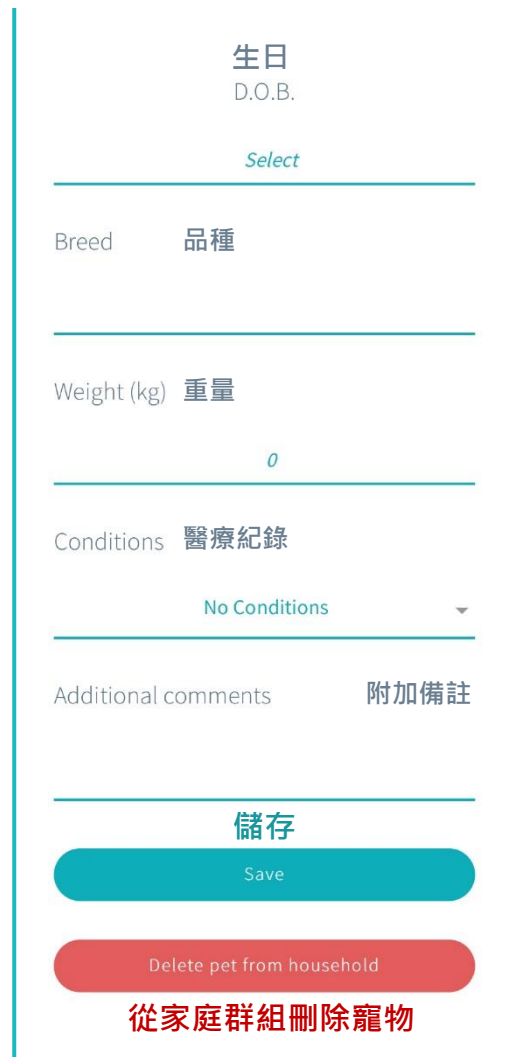 生日
D.O.B.
Select
Breed 品種
Weight (kg) 重量
0
Conditions 醫療紀錄
No Conditions
Additional comments 附加備註
儲存
Save
Delete pet from household
從家庭群組刪除寵物